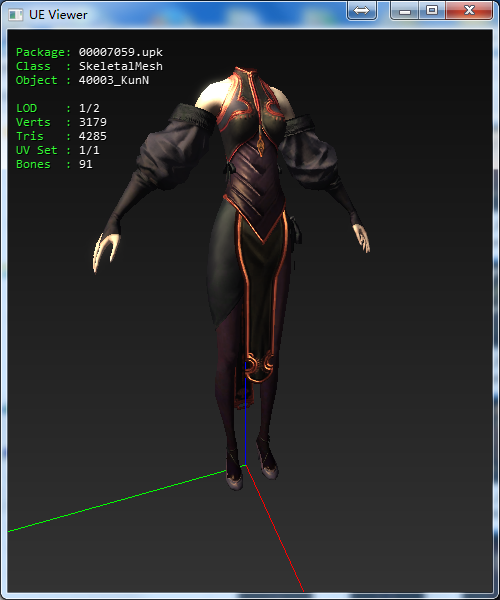 UE Viewer
Package: 00007059.upk
Class : SkeletalMesh
Object : 40003_KunN
LOD : 1/2
Verts : 3179
Tris : 4285
UV Set : 1/1
Bones : 91